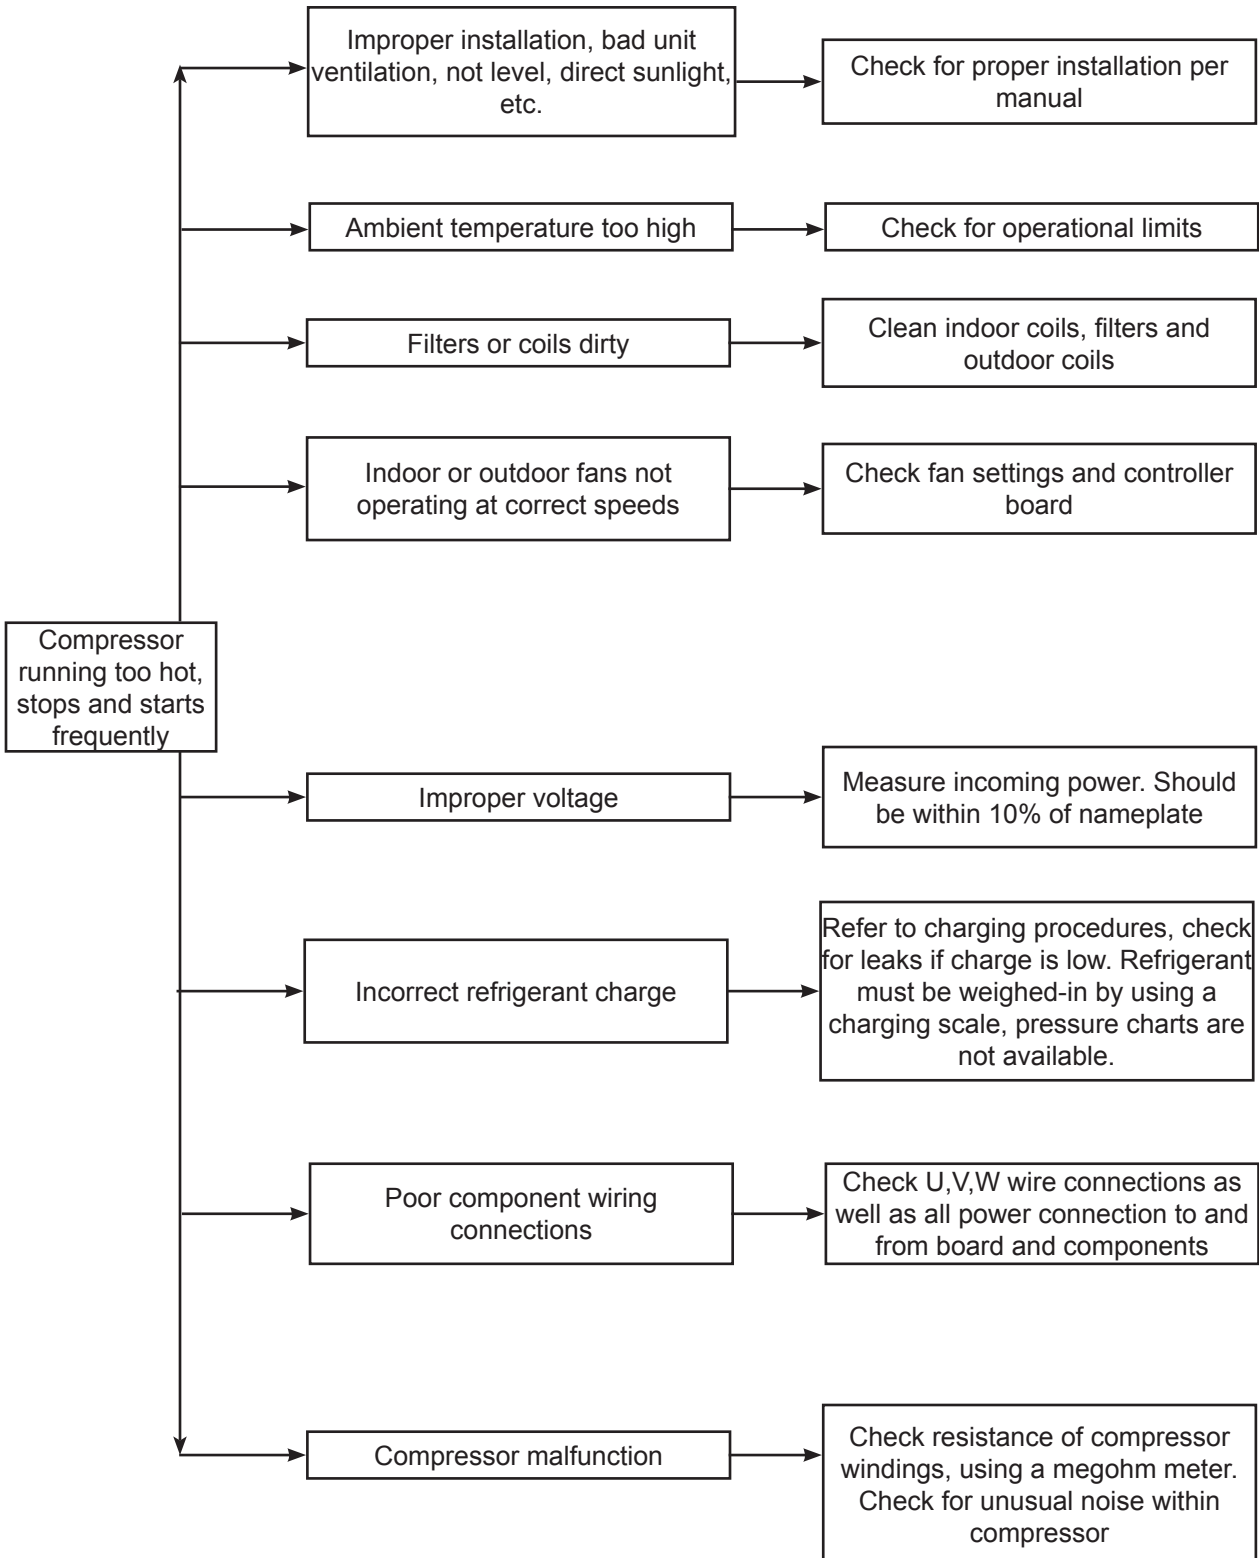 Improper installation, bad unit
ventilation, not level, direct sunlight,
etc.
Check for proper installation per
manual
Ambient temperature too high
Check for operational limits
Filters or coils dirty
Clean indoor coils, filters and
outdoor coils
Indoor or outdoor fans not
operating at correct speeds
Check fan settings and controller
board
Compressor
running too hot,
stops and starts
frequently
Improper voltage
Measure incoming power. Should
be within 10% of nameplate
Incorrect refrigerant charge
Refer to charging procedures, check
for leaks if charge is low. Refrigerant
must be weighed-in by using a
charging scale, pressure charts are
not available.
Poor component wiring
connections
Check U,V,W wire connections as
well as all power connection to and
from board and components
Compressor malfunction
Check resistance of compressor
windings, using a megohm meter.
Check for unusual noise within
compressor